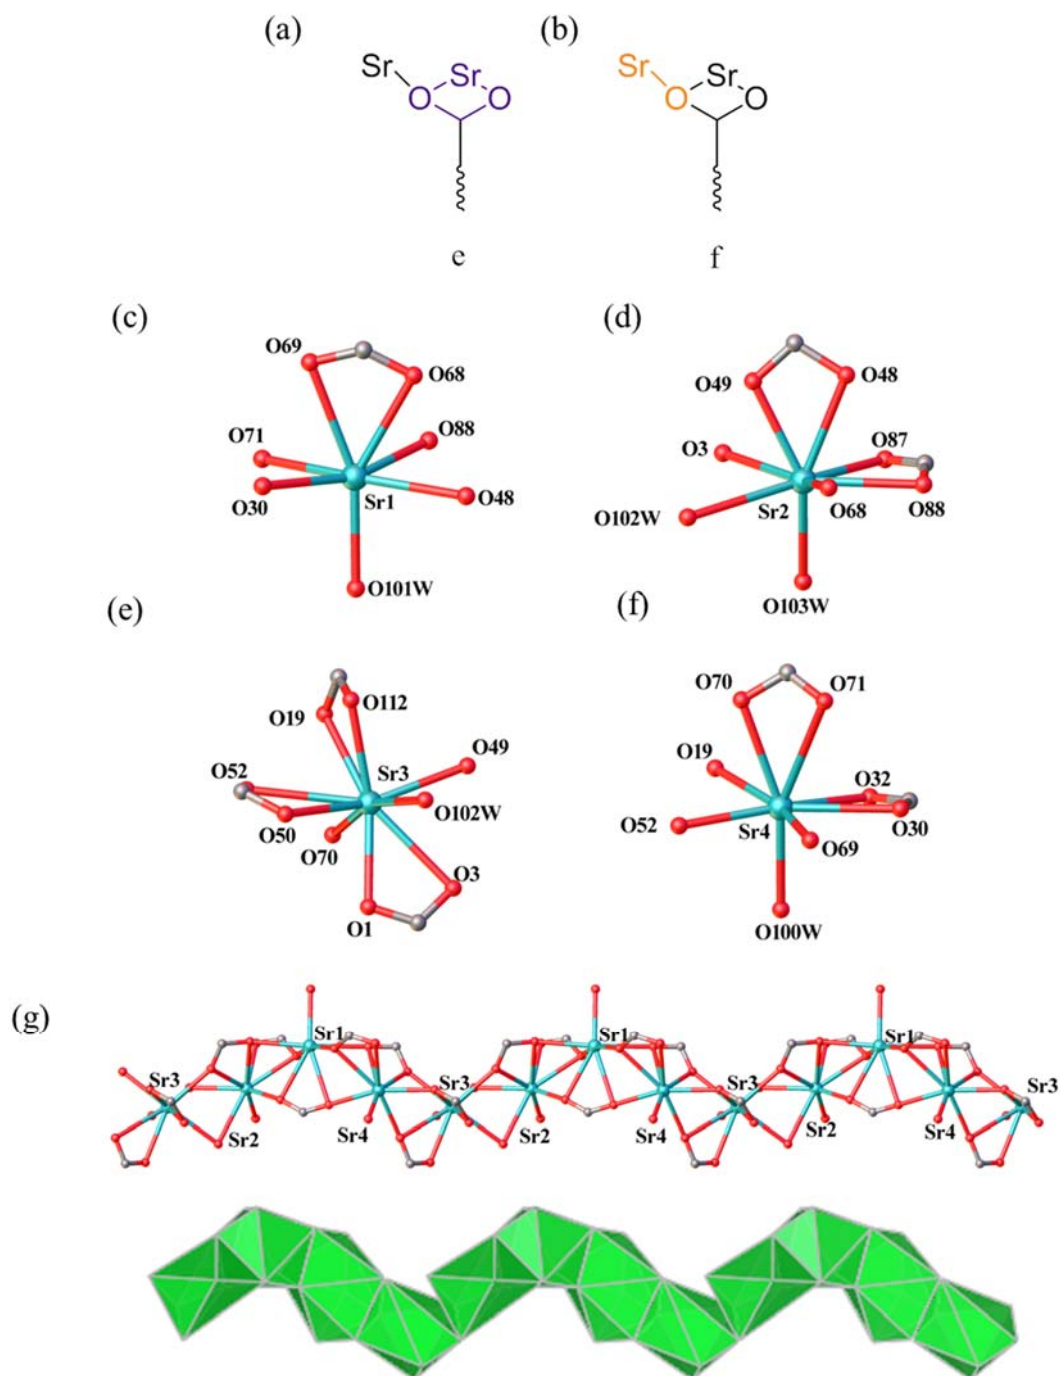 (a)
(b)
Sr Sr
O O
Sr Sr
O O
e
f
(c)
(d)
O69
O68
O88
O71
O30
Sr1
O48
O101W
O49
O48
O3
O87
O102W
Sr2
O68
O88
O103W
(e)
(f)
O19
O112
O49
O52
Sr3
O102W
O50
O70
O3
O1
O70
O71
O19
O32
O52
Sr4
O30
O69
O100W
(g)
Sr1 Sr1 Sr1
Sr3 Sr3 Sr3 Sr3
Sr2 Sr4 Sr2 Sr4 Sr2 Sr4